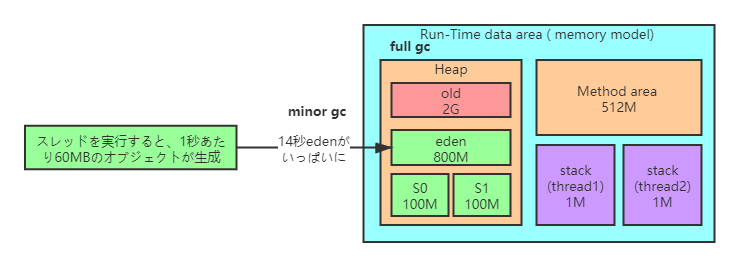 Run-Time data area ( memory model)
full gc
Heap
old
2G
Method area
512M
minor gc
スレッドを実行すると、1秒あた
り60MBのオブジェクトが生成
14秒edenが
いっぱいに
eden
800M
S0
100M
S1
100M
stack
(thread1)
1M
stack
(thread2)
1M